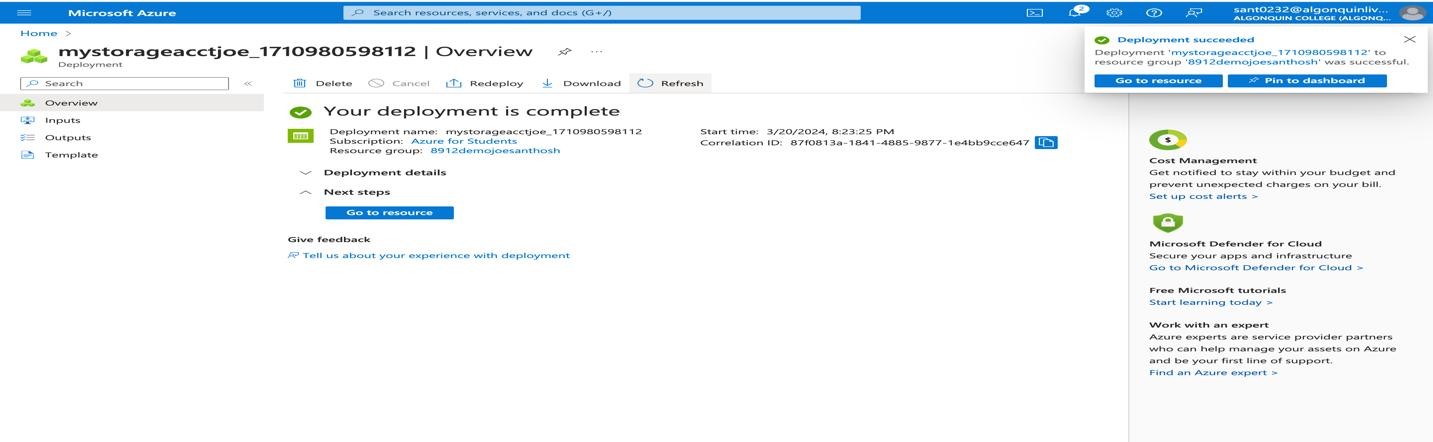 Microsoft Azure
Search resources, services, and docs (G+/)
2
sant0232@algonquinliv...
ALGONQUIN COLLEGE (ALGONQ...
Home >
mystorageacctjoe_1710980598112 | Overview
Deployment
Search
Overview
Inputs
Outputs
Template
Delete
Cancel
Redeploy
Download
Refresh
Your deployment is complete
Deployment name: mystorageacctjoe_1710980598112
Subscription: Azure for Students
Resource group: 8912demojoesanthosh
Start time: 3/20/2024, 8:23:25 PM
Correlation ID: 87f0813a-1841-4885-9877-1e4bb9cce647
Deployment details
Next steps
Go to resource
Give feedback
Tell us about your experience with deployment
Deployment succeeded
Deployment 'mystorageacctjoe_1710980598112' to
resource group '8912demojoesanthosh' was successful.
Go to resource
Pin to dashboard
$
Cost Management
Get notified to stay within your budget and
prevent unexpected charges on your bill.
Set up cost alerts >
Microsoft Defender for Cloud
Secure your apps and infrastructure
Go to Microsoft Defender for Cloud >
Free Microsoft tutorials
Start learning today >
Work with an expert
Azure experts are service provider partners
who can help manage your assets on Azure
and be your first line of support.
Find an Azure expert >